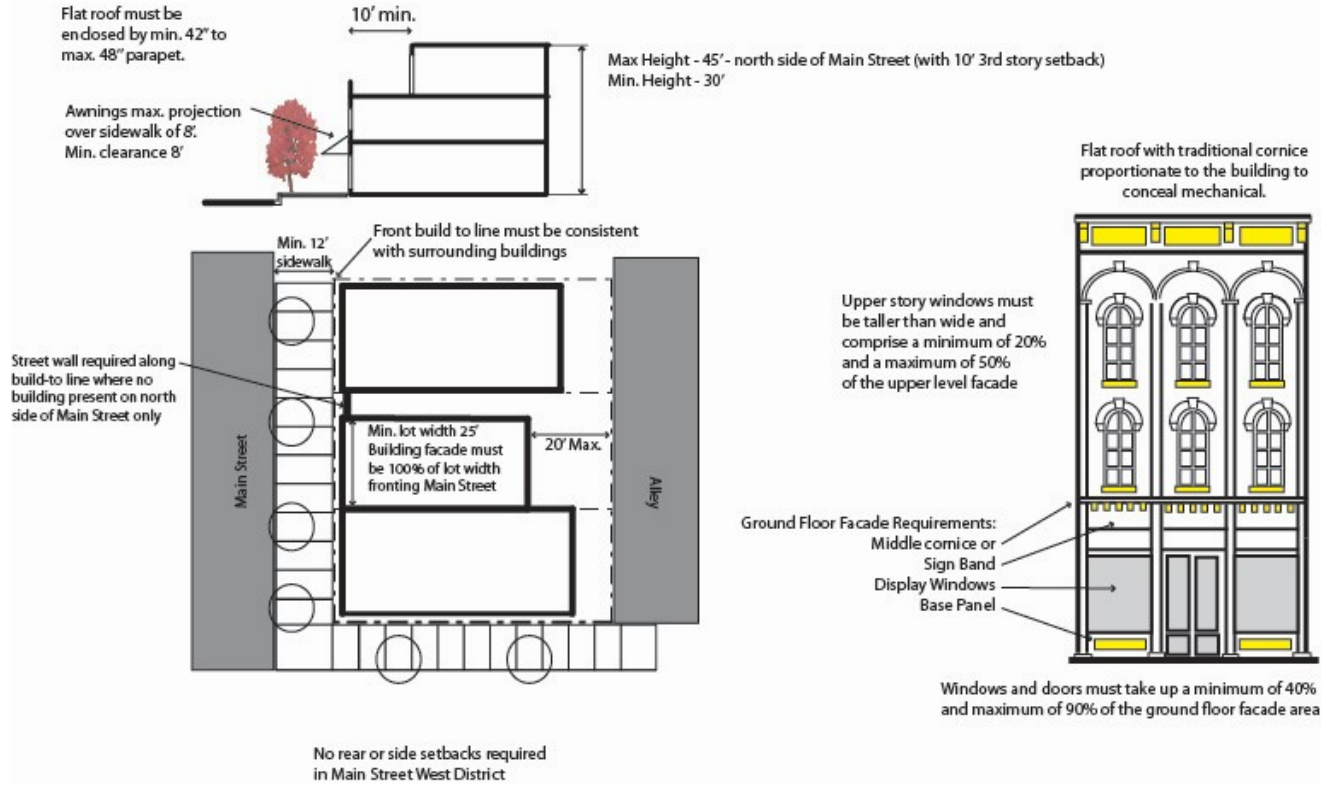 Flat roof must be
enclosed by min. 42" to
max. 48" parapet.
10' min.
Max Height - 45' - north side of Main Street (with 10' 3rd story setback)
Min. Height - 30'
Awnings max. projection
over sidewalk of 8'.
Min. clearance 8'
Flat roof with traditional cornice
proportionate to the building to
conceal mechanical.
Front build to line must be consistent
with surrounding buildings
Min. 12'
sidewalk
Upper story windows must
be taller than wide and
comprise a minimum of 20%
and a maximum of 50%
of the upper level facade
Street wall required along
build-to line where no
building present on north
side of Main Street only
Min. lot width 25'
Building facade must
be 100% of lot width
fronting Main Street
20' Max.
Main Street
Alley
Ground Floor Facade Requirements:
Middle cornice or
Sign Band
Display Windows
Base Panel
Windows and doors must take up a minimum of 40%
and maximum of 90% of the ground floor facade area
No rear or side setbacks required
in Main Street West District